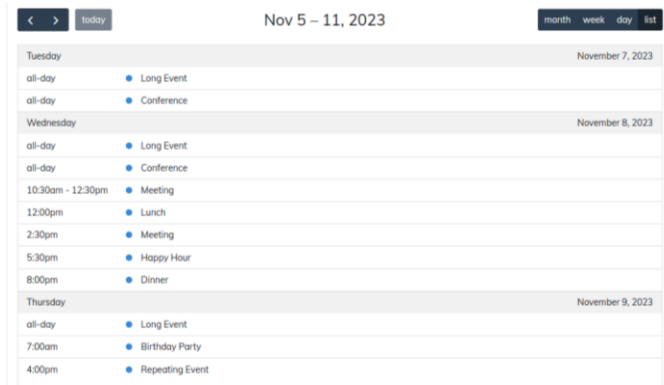 today
Nov 5 – 11, 2023
month week day list
Tuesday November 7, 2023
all-day Long Event
all-day Conference
Wednesday November 8, 2023
all-day Long Event
all-day Conference
10:30am - 12:30pm Meeting
12:00pm Lunch
2:30pm Meeting
5:30pm Happy Hour
8:00pm Dinner
Thursday November 9, 2023
all-day Long Event
7:00am Birthday Party
4:00pm Repeating Event